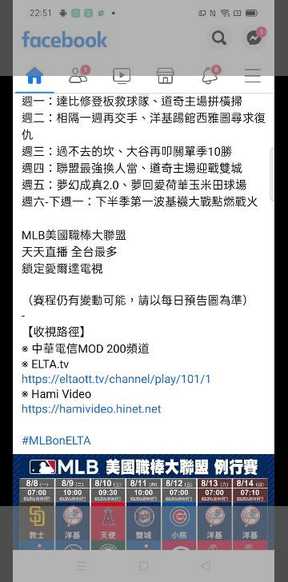 22:51
facebook
週一：達比修登板救球隊、道奇主場拼橫掃
週二：相隔一週再交手、洋基踢館西雅圖尋求復
仇
週三：過不去的坎、大谷再叩關單季10勝
週四：聯盟最強換人當、道奇主場迎戰雙城
週五：夢幻成真2.0、夢回愛荷華玉米田球場
週六-下週一：下半季第一波基襪大戰點燃戰火
MLB美國職棒大聯盟
天天直播 全台最多
鎖定愛爾達電視
（賽程仍有變動可能，請以每日預告圖為準）
-
【收視路徑】
※ 中華電信MOD 200頻道
※ ELTA.tv
https://eltaott.tv/channel/play/101/1
※ Hami Video
https://hamivideo.hinet.net
#MLBonELTA
MLB 美國職棒大聯盟 例行賽
8/8(一) 8/9(二) 8/10(三) 8/11(四) 8/12(五) 8/13(六) 8/14(日)
07:00 10:00 09:30 10:00 07:00 07:00 07:10
教士 洋基 天使 雙城 小熊 洋基 洋基